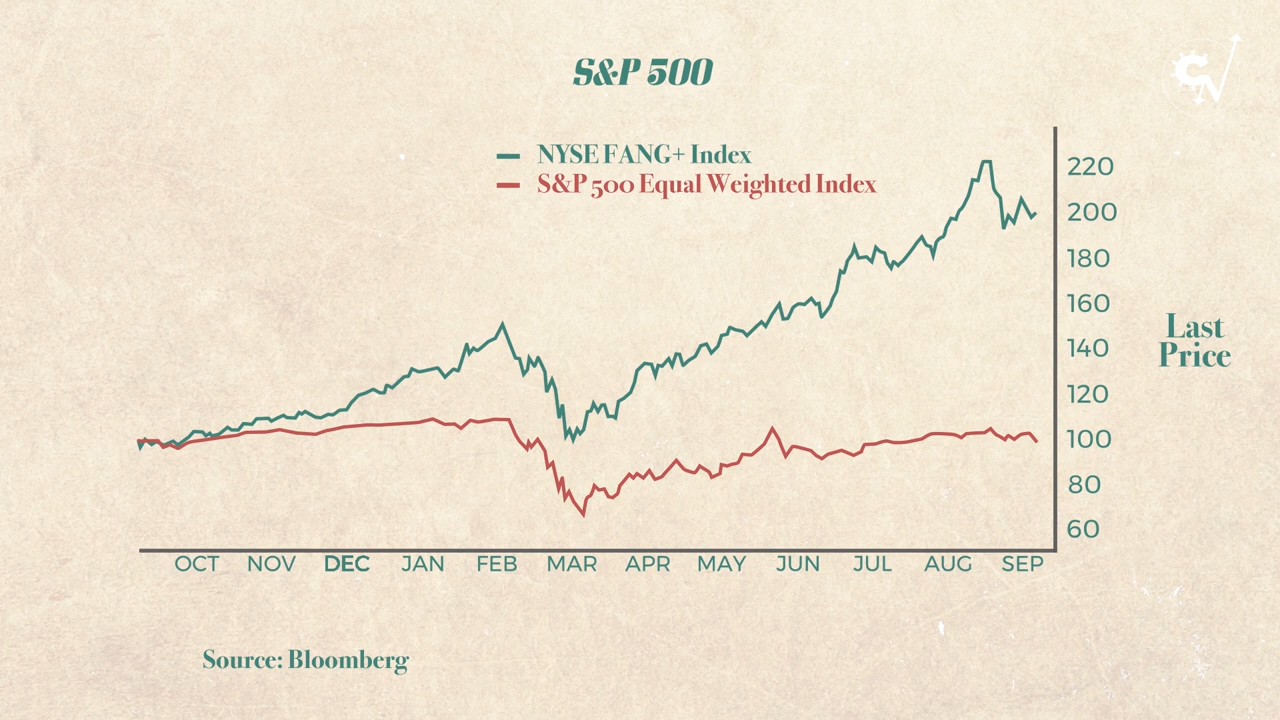 S&P 500
CN
NYSE FANG+ Index
S&P 500 Equal Weighted Index
220
200
180
160
140
120
100
80
60
Last
Price
OCT NOV DEC JAN FEB MAR APR MAY JUN JUL AUG SEP
Source: Bloomberg